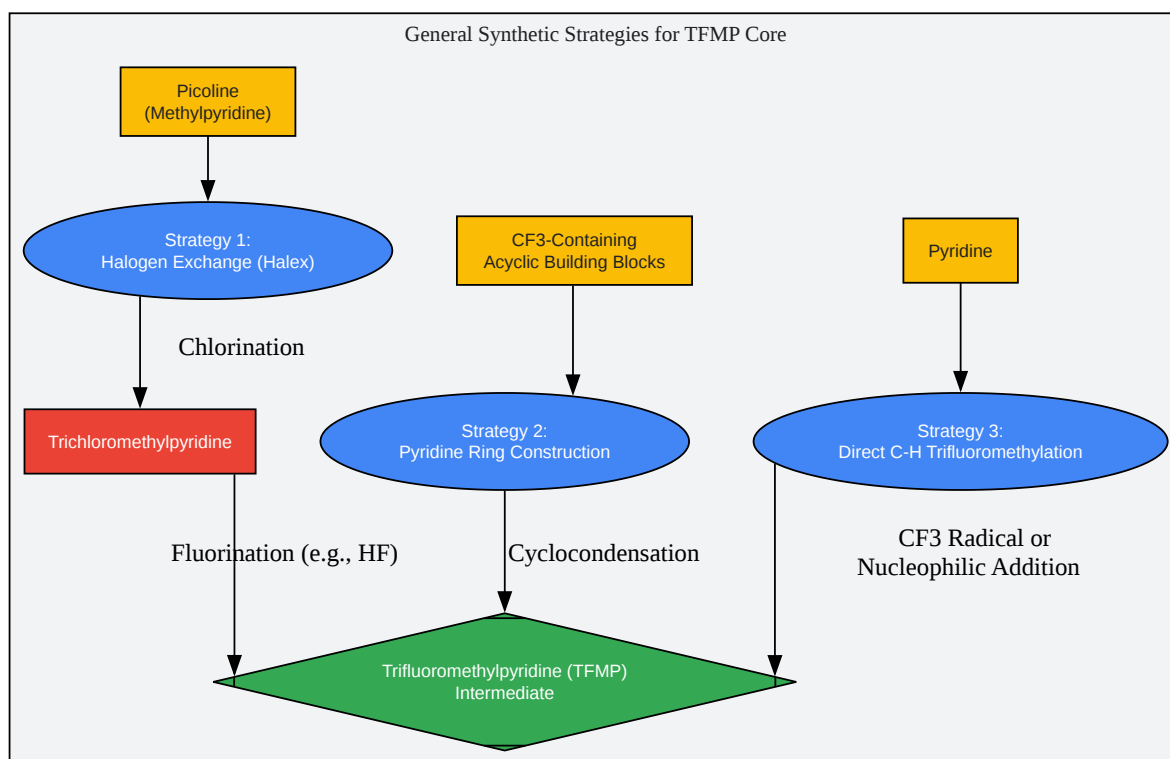 General Synthetic Strategies for TFMP Core
Picoline
(Methylpyridine)
Strategy 1:
Halogen Exchange (Halex)
CF3-Containing
Acyclic Building Blocks
Pyridine
Chlorination
Trichloromethylpyridine
Strategy 2:
Pyridine Ring Construction
Strategy 3:
Direct C-H Trifluoromethylation
Fluorination (e.g., HF)
Cyclocondensation
CF3 Radical or
Nucleophilic Addition
Trifluoromethylpyridine (TFMP)
Intermediate